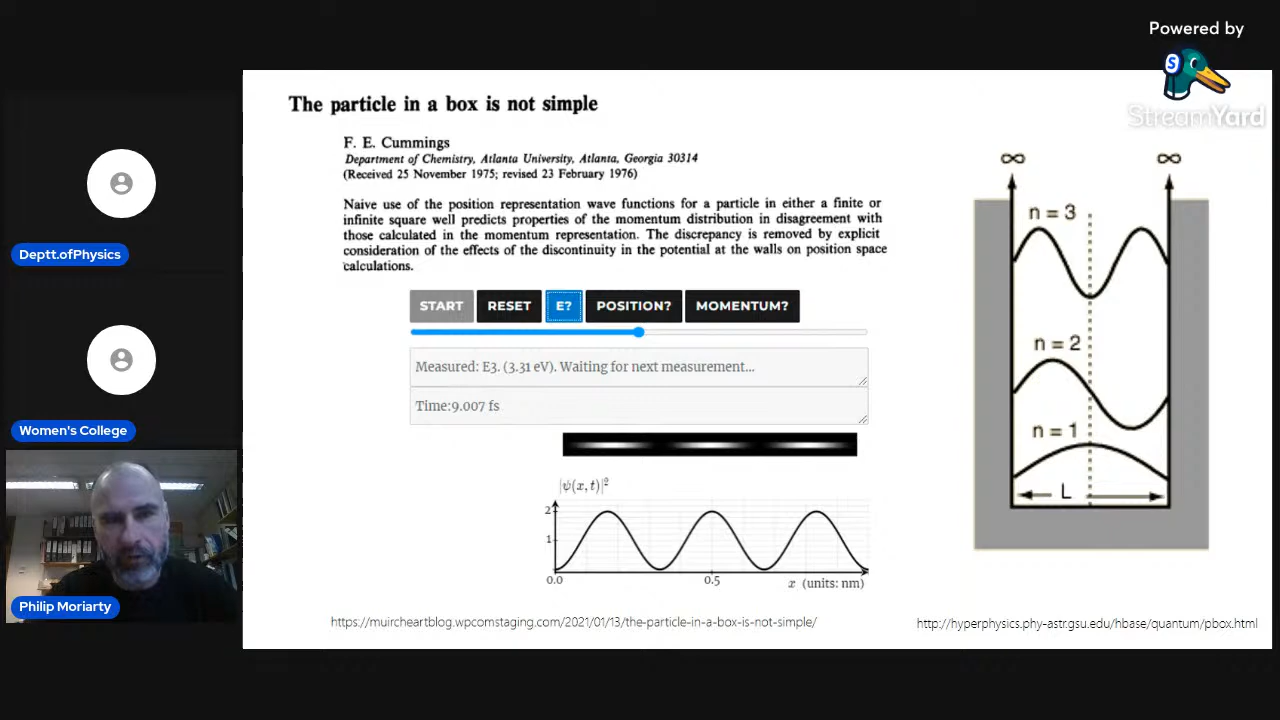 Powered by
StreamYard
The particle in a box is not simple
F. E. Cummings
Department of Chemistry, Atlanta University, Atlanta, Georgia 30314
(Received 25 November 1975; revised 23 February 1976)
Naive use of the position representation wave functions for a particle in either a finite or
infinite square well predicts properties of the momentum distribution in disagreement with
those calculated in the momentum representation. The discrepancy is removed by explicit
consideration of the effects of the discontinuity in the potential at the walls on position space
calculations.
START RESET E? POSITION? MOMENTUM?
Measured: E3. (3.31 eV). Waiting for next measurement...
Time:9.007 fs
|ψ(x,t)|²
2
1
0.0 0.5 x (units: nm)
https://muircheartblog.wpcomstaging.com/2021/01/13/the-particle-in-a-box-is-not-simple/
∞ ∞
n = 3
n = 2
n = 1
L
http://hyperphysics.phy-astr.gsu.edu/hbase/quantum/pbox.html
Deptt.ofPhysics
Women's College
Philip Moriarty